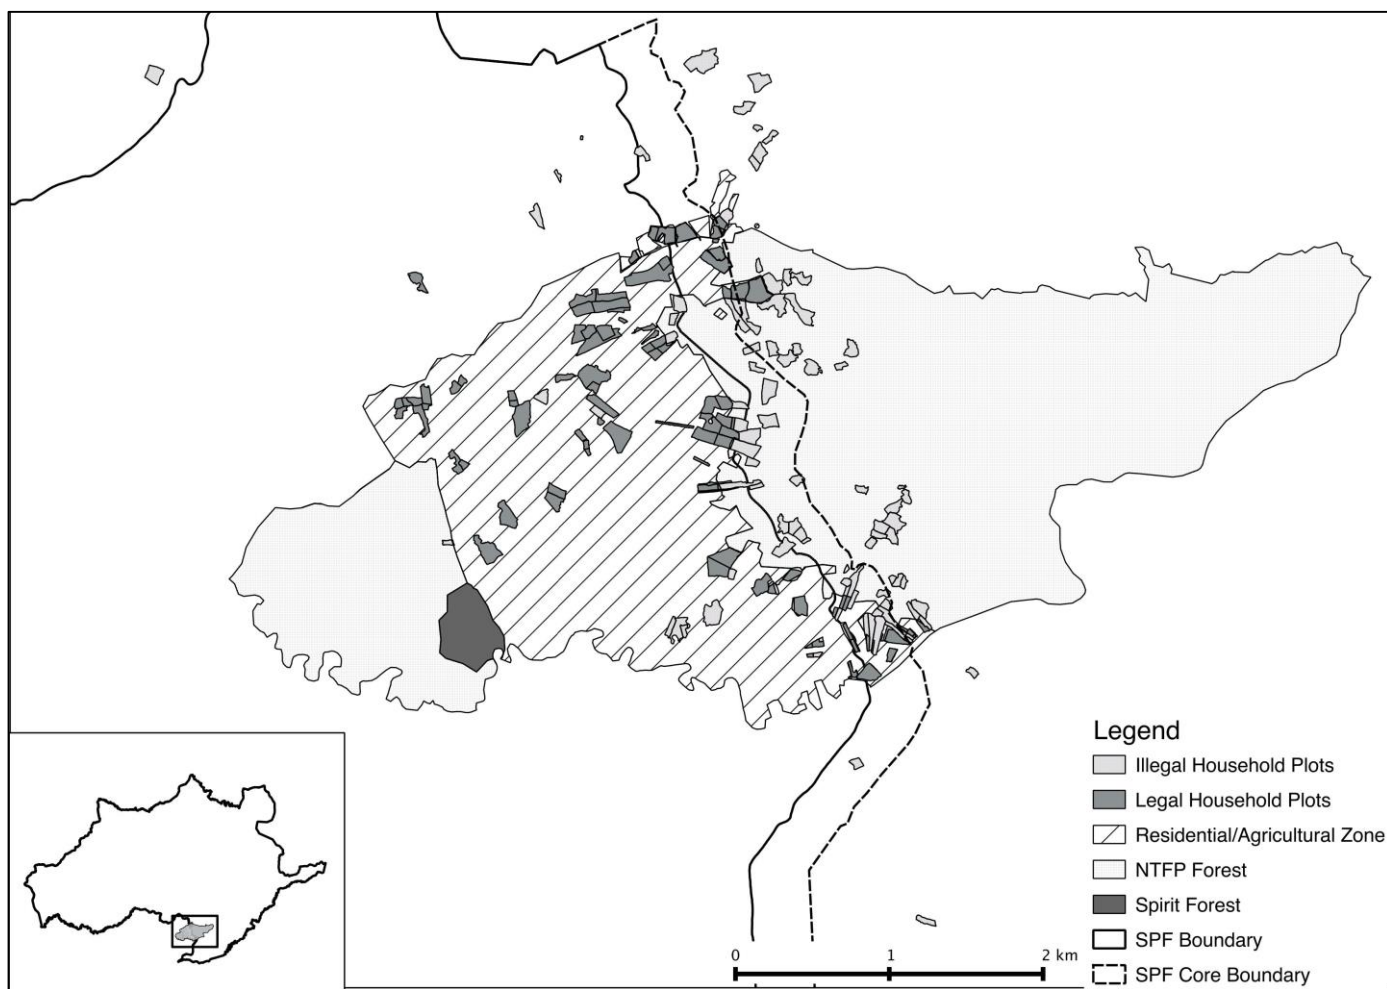 Legend
Illegal Household Plots
Legal Household Plots
Residential/Agricultural Zone
NTFP Forest
Spirit Forest
SPF Boundary
SPF Core Boundary
0 1 2 km